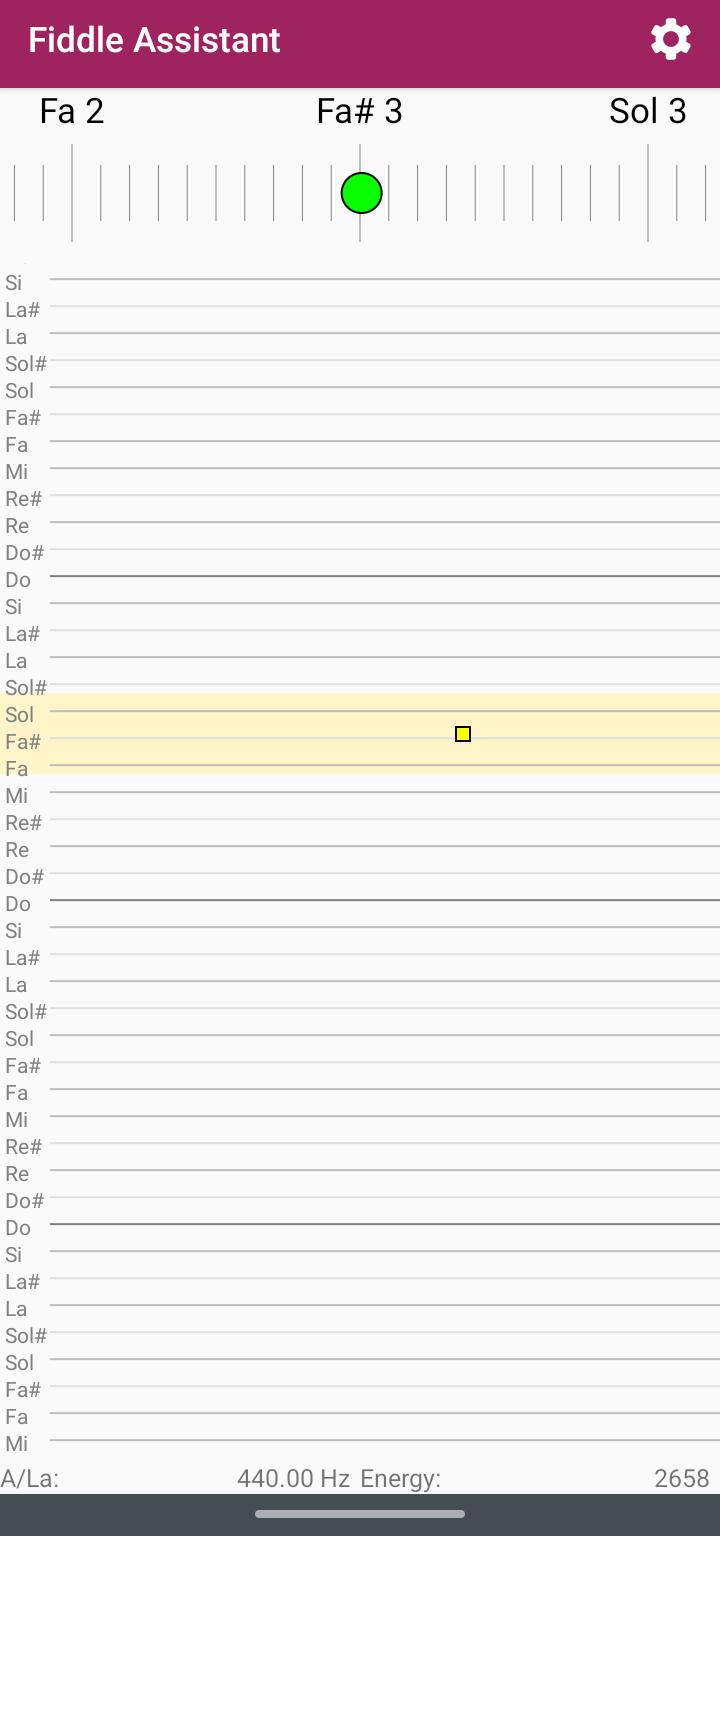 Fiddle Assistant
Fa 2 Fa# 3 Sol 3
Si
La#
La
Sol#
Sol
Fa#
Fa
Mi
Re#
Re
Do#
Do
Si
La#
La
Sol#
Sol
Fa#
Fa
Mi
Re#
Re
Do#
Do
Si
La#
La
Sol#
Sol
Fa#
Fa
Mi
Re#
Re
Do#
Do
Si
La#
La
Sol#
Sol
Fa#
Fa
Mi
A/La: 440.00 Hz Energy: 2658